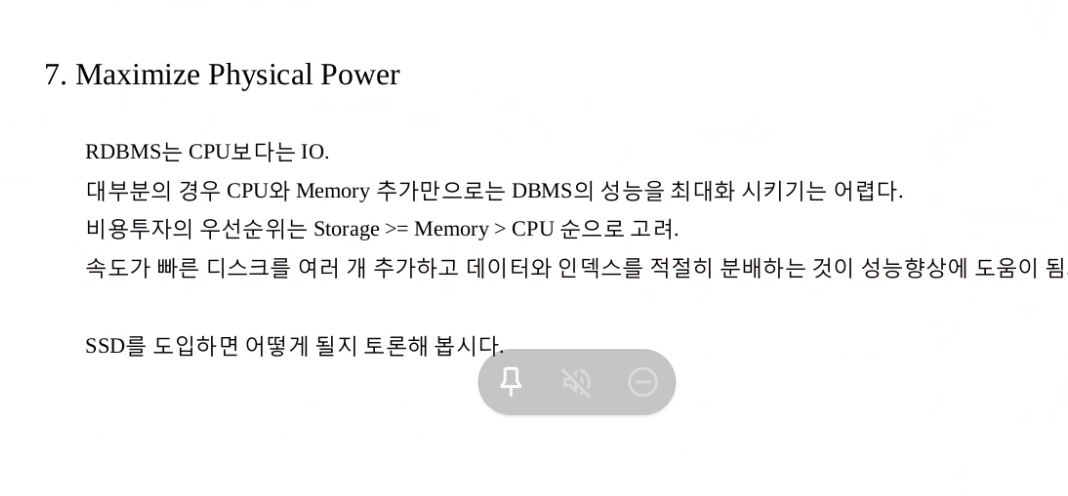 7. Maximize Physical Power
RDBMS는 CPU보다는 IO.
대부분의 경우 CPU와 Memory 추가만으로는 DBMS의 성능을 최대화 시키기는 어렵다.
비용투자의 우선순위는 Storage >= Memory > CPU 순으로 고려.
속도가 빠른 디스크를 여러 개 추가하고 데이터와 인덱스를 적절히 분배하는 것이 성능향상에 도움이 됨.
SSD를 도입하면 어떻게 될지 토론해 봅시다.